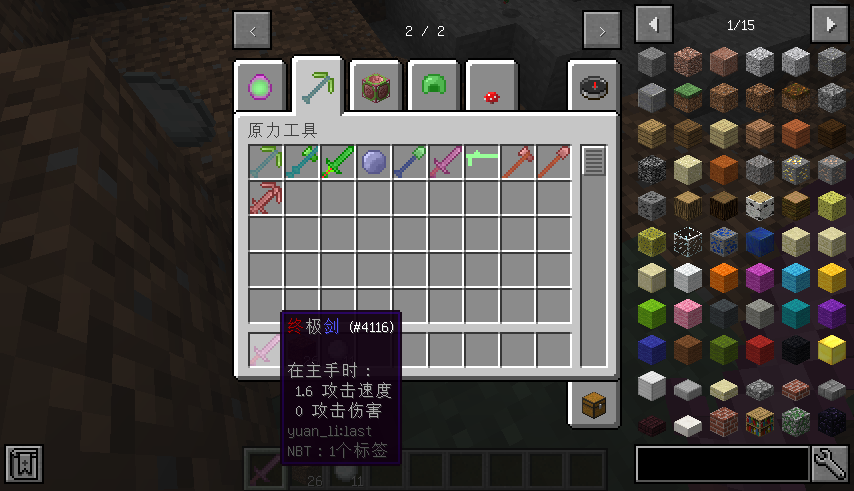 <
2 / 2
>
1/15
原力工具
终极剑 (#4116)
在主手时：
1.6 攻击速度
0 攻击伤害
yuan_li:last
NBT：1个标签
26
11